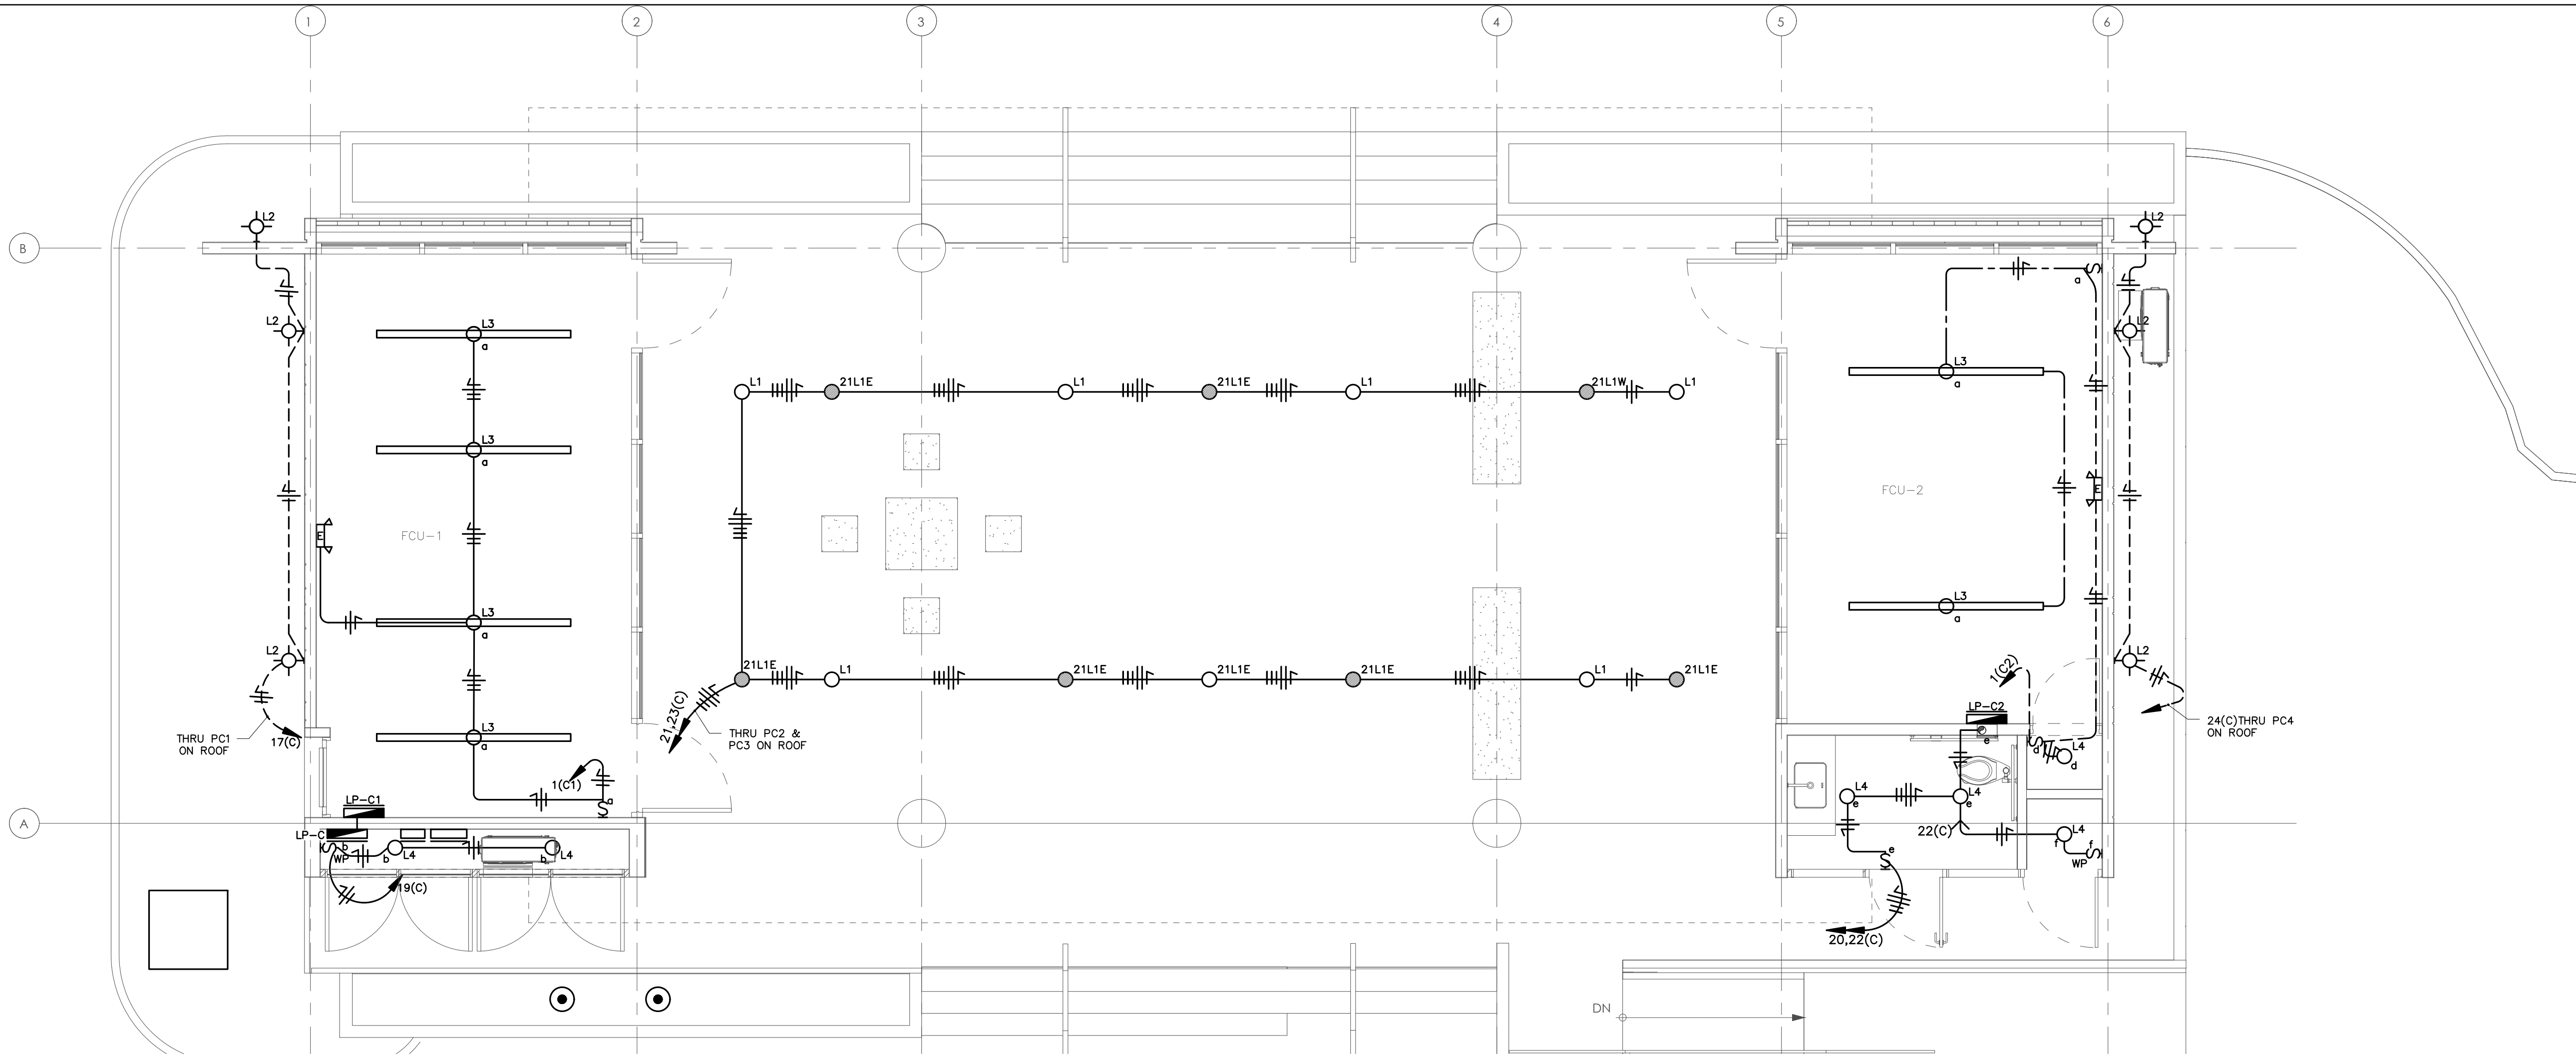 1
2
3
4
5
6
B
L2
L2
L2
L2
L3
a
L3
a
L1
21L1E
L1
21L1E
L1
21L1W
L1
a
L3
a
L3
a
E
FCU-1
FCU-2
E
L3
a
L3
a
L2
L2
21L1E
L1
21L1E
21L1E
21L1E
L1
21L1E
21,23(C)
THRU PC2 &
PC3 ON ROOF
1(C2)
THRU PC1
ON ROOF
17(C)
LP-C2
24(C)THRU PC4
ON ROOF
e
d
L4
d
1(C1)
a
LP-C1
LP-C
A
L4
e
L4
e
22(C)
L4
f
f
WP
b
WP
b
L4
b
L4
e
19(C)
20,22(C)
DN